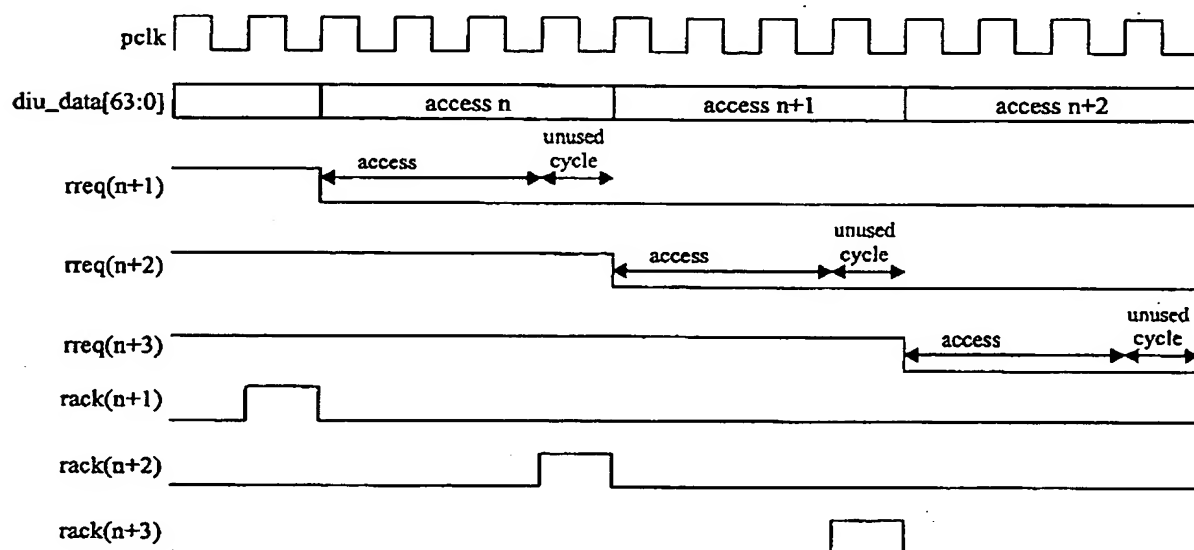 pclk
diu_data[63:0]
access n
access n+1
access n+2
rreq(n+1)
access
unused
cycle
rreq(n+2)
access
unused
cycle
rreq(n+3)
access
unused
cycle
rack(n+1)
rack(n+2)
rack(n+3)